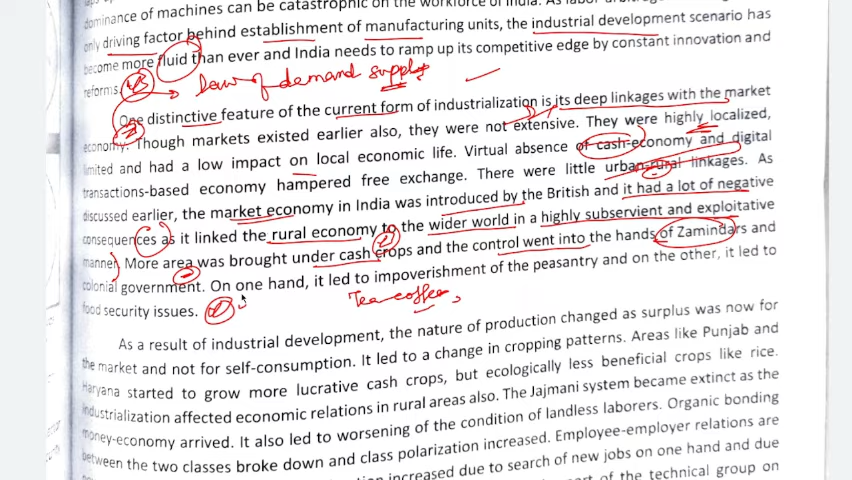 dominance of machines can be catastrophic on the workforce of India. As labor
only driving factor behind establishment of manufacturing units, the industrial development scenario has
become more fluid than ever and India needs to ramp up its competitive edge by constant innovation and
reforms.
law of demand supply
One distinctive feature of the current form of industrialization is its deep linkages with the market
economy. Though markets existed earlier also, they were not extensive. They were highly localized,
limited and had a low impact on local economic life. Virtual absence of cash-economy and digital
transactions-based economy hampered free exchange. There were little urban-rural linkages. As
discussed earlier, the market economy in India was introduced by the British and it had a lot of negative
consequences as it linked the rural economy to the wider world in a highly subservient and exploitative
manner. More area was brought under cash crops and the control went into the hands of Zamindars and
colonial government. On one hand, it led to impoverishment of the peasantry and on the other, it led to
Tea coffee
food security issues.
As a result of industrial development, the nature of production changed as surplus was now for
the market and not for self-consumption. It led to a change in cropping patterns. Areas like Punjab and
Haryana started to grow more lucrative cash crops, but ecologically less beneficial crops like rice.
Industrialization affected economic relations in rural areas also. The Jajmani system became extinct as the
money-economy arrived. It also led to worsening of the condition of landless laborers. Organic bonding
between the two classes broke down and class polarization increased. Employee-employer relations are
increased due to search of new jobs on one hand and due
part of the technical group on